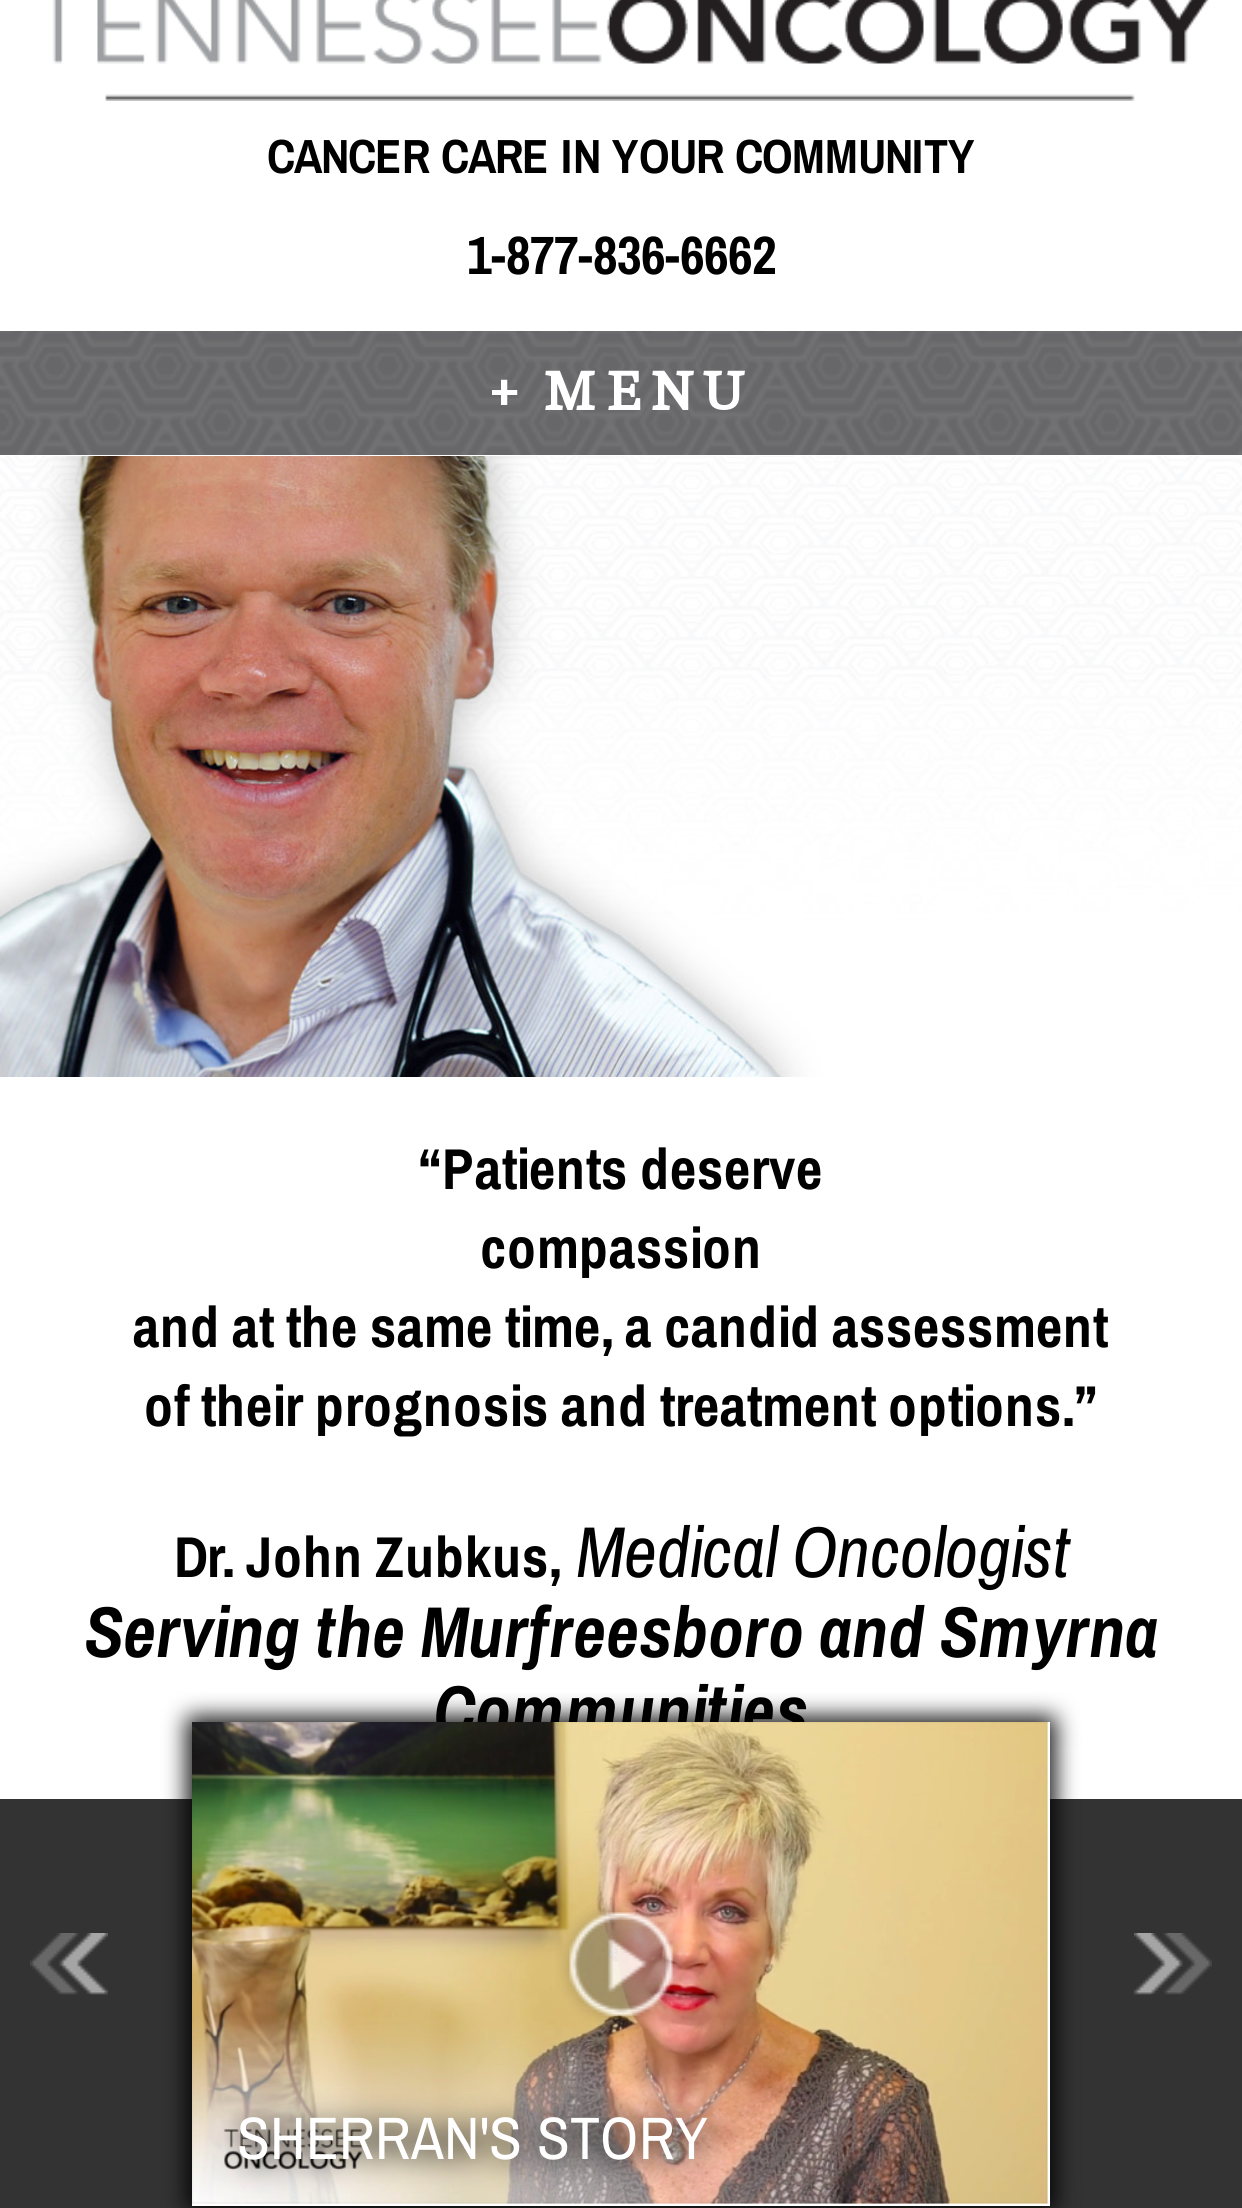 TENNESSEEONCOLOGY
CANCER CARE IN YOUR COMMUNITY
1-877-836-6662
+ MENU
“Patients deserve
compassion
and at the same time, a candid assessment
of their prognosis and treatment options.”
Dr. John Zubkus, Medical Oncologist
Serving the Murfreesboro and Smyrna
Communities
SHERRAN'S STORY
TENNESSEE
ONCOLOGY